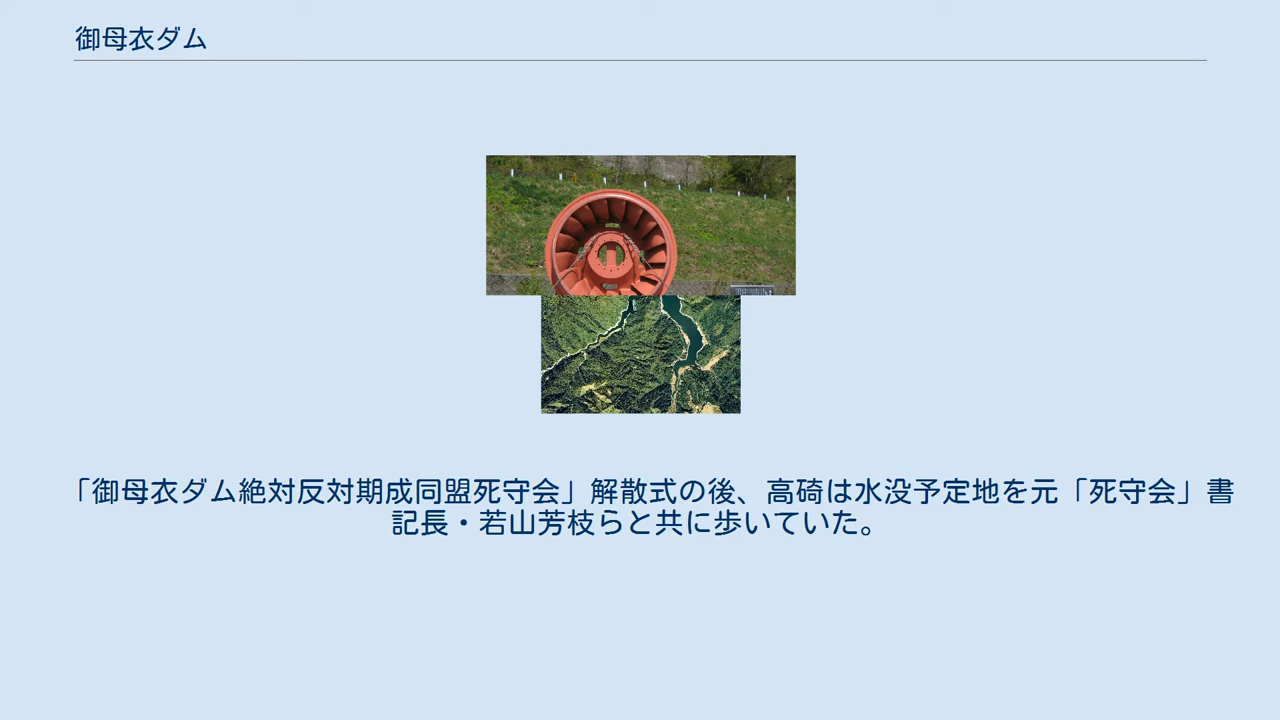 御母衣ダム
「御母衣ダム絶対反対期成同盟死守会」解散式の後、高碕は水没予定地を元「死守会」書
記長・若山芳枝らと共に歩いていた。